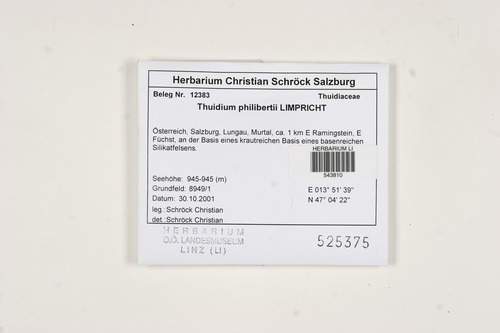 Herbarium Christian Schröck Salzburg
Beleg Nr. 12383 Thuidiaceae
Thuidium philibertii LIMPRICHT
Österreich, Salzburg, Lungau, Murtal, ca. 1 km E Ramingstein, E
Füchst, an der Basis eines krautreichen Basis eines basenreichen
Silikatfelsens.
HERBARIUM LI
543810
Seehöhe: 945-945 (m)
Grundfeld: 8949/1 E 013° 51' 39"
Datum: 30.10.2001 N 47° 04' 22"
leg.: Schröck Christian
det.: Schröck Christian
HERBARIUM
O.Ö. LANDESMUSEUM
LINZ (LI)
525375